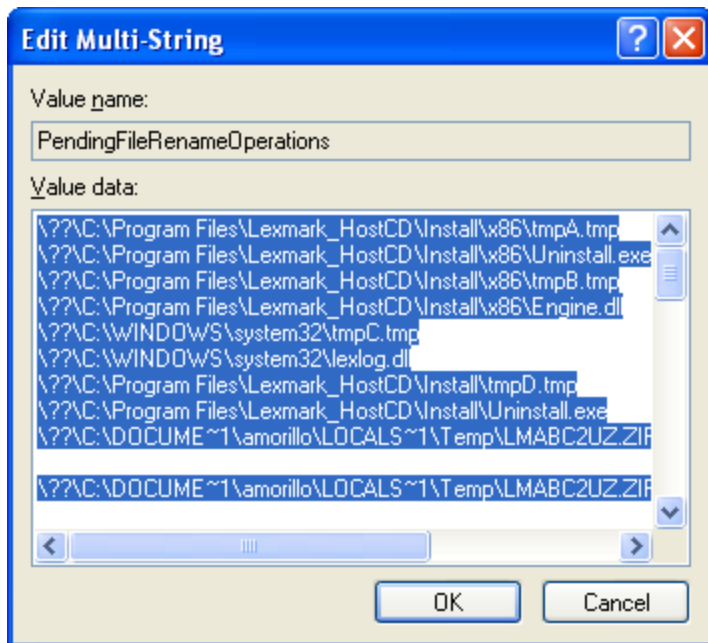 Edit Multi-String
Value name:
PendingFileRenameOperations
Value data:
\??\C:\Program Files\Lexmark_HostCD\Install\x86\tmpA.tmp
\??\C:\Program Files\Lexmark_HostCD\Install\x86\Uninstall.exe
\??\C:\Program Files\Lexmark_HostCD\Install\x86\tmpB.tmp
\??\C:\Program Files\Lexmark_HostCD\Install\x86\Engine.dll
\??\C:\WINDOWS\system32\tmpC.tmp
\??\C:\WINDOWS\system32\lexlog.dll
\??\C:\Program Files\Lexmark_HostCD\Install\tmpD.tmp
\??\C:\Program Files\Lexmark_HostCD\Install\Uninstall.exe
\??\C:\DOCUME~1\amorillo\LOCALS~1\Temp\LMABC2UZ.ZIF
\??\C:\DOCUME~1\amorillo\LOCALS~1\Temp\LMABC2UZ.ZIF
OK Cancel